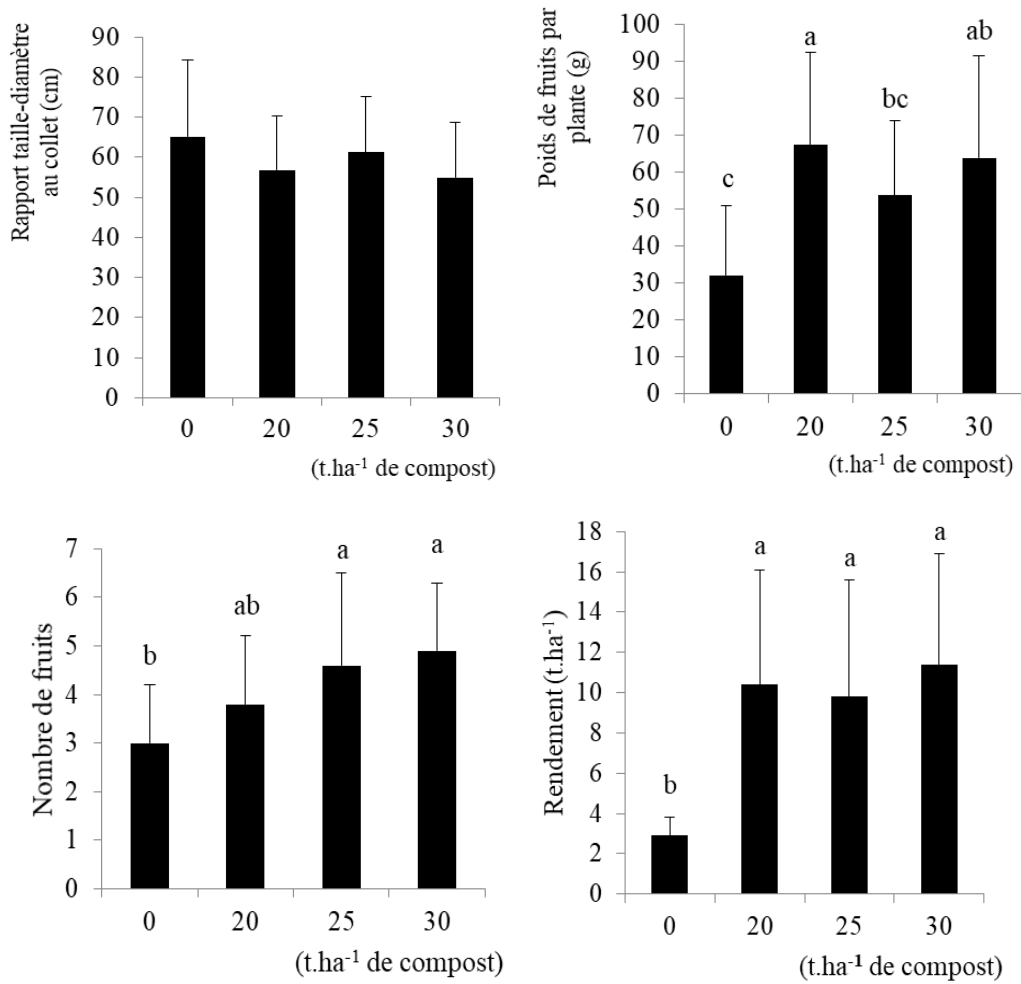 Rapport taille-diamètre
au collet (cm)
90
80
70
60
50
40
30
20
10
0
0 20 25 30
(t.ha⁻¹ de compost)
Poids de fruits par
plante (g)
100
90
80
70
60
50
40
30
20
10
0
c a bc ab
0 20 25 30
(t.ha⁻¹ de compost)
Nombre de fruits
7
6
5
4
3
2
1
0
b ab a a
0 20 25 30
(t.ha⁻¹ de compost)
Rendement (t.ha⁻¹)
18
16
14
12
10
8
6
4
2
0
b a a a
0 20 25 30
(t.ha⁻¹ de compost)